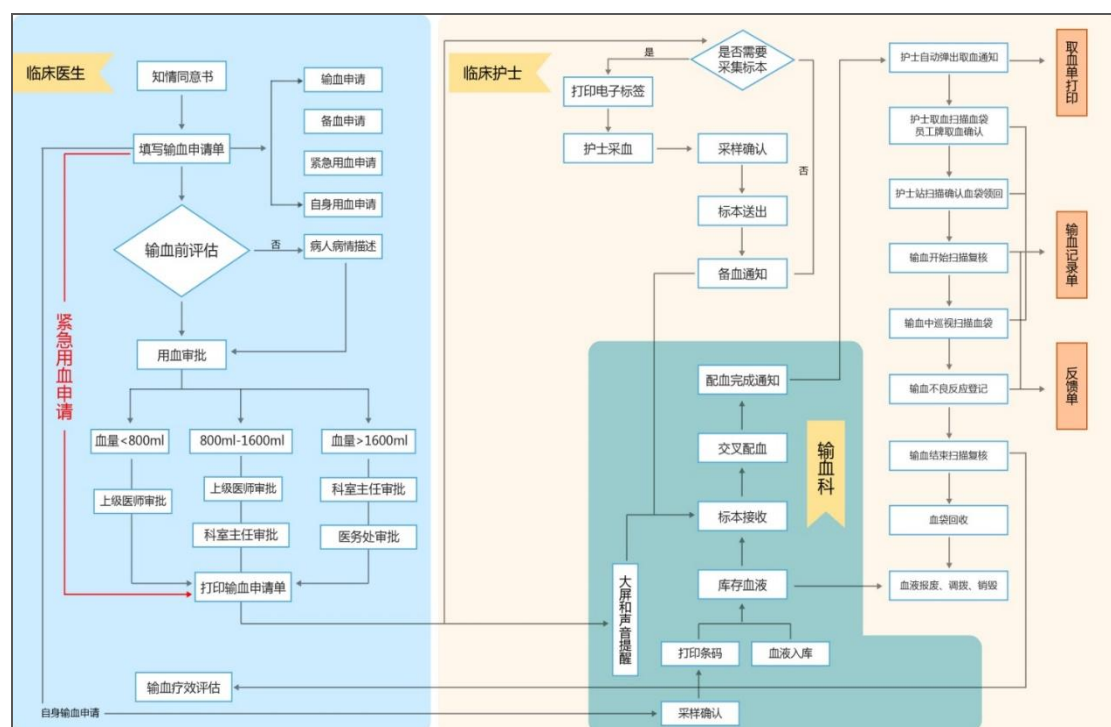 临床医生
知情同意书
填写输血申请单
输血申请
备血申请
紧急用血申请
自身用血申请
输血前评估
否
病人病情描述
紧急用血申请
用血审批
血量<800ml
800ml-1600ml
血量>1600ml
上级医师审批
上级医师审批
科室主任审批
科室主任审批
医务处审批
打印输血申请单
输血疗效评估
自身输血申请
临床护士
是否需要
采集标本
是
否
打印电子标签
护士采血
采样确认
标本送出
备血通知
输血科
配血完成通知
交叉配血
标本接收
库存血液
大屏和声音提醒
打印条码
血液入库
采样确认
护士自动弹出取血通知
护士取血扫描血袋
员工牌取血确认
护士站扫描确认血袋领回
输血开始扫描复核
输血中巡视扫描血袋
输血不良反应登记
输血结束扫描复核
血袋回收
血液报废、调拨、销毁
取血单打印
输血记录单
反馈单